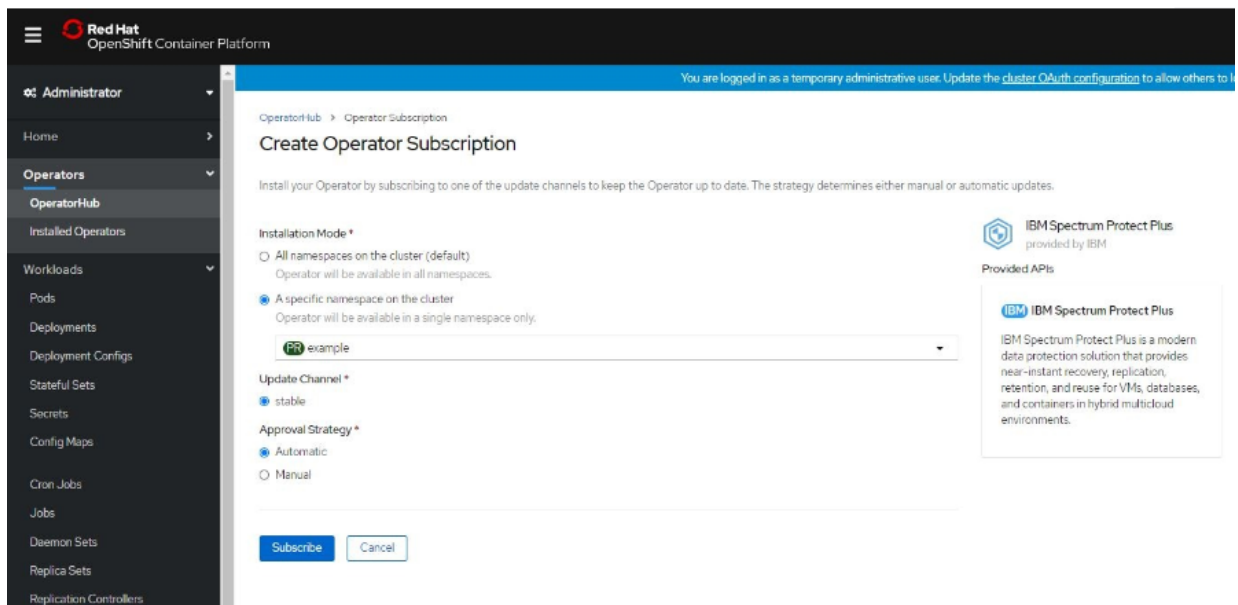 Red Hat
OpenShift Container Platform
You are logged in as a temporary administrative user. Update the cluster OAuth configuration to allow others to l
Administrator
Home
Operators
OperatorHub
Installed Operators
Workloads
Pods
Deployments
Deployment Configs
Stateful Sets
Secrets
Config Maps
Cron Jobs
Jobs
Daemon Sets
Replica Sets
Replication Controllers
OperatorHub > Operator Subscription
Create Operator Subscription
Install your Operator by subscribing to one of the update channels to keep the Operator up to date. The strategy determines either manual or automatic updates.
Installation Mode *
All namespaces on the cluster (default)
Operator will be available in all namespaces.
A specific namespace on the cluster
Operator will be available in a single namespace only.
PR example
Update Channel *
stable
Approval Strategy *
Automatic
Manual
Subscribe
Cancel
IBM Spectrum Protect Plus
provided by IBM
Provided APIs
IBM IBM Spectrum Protect Plus
IBM Spectrum Protect Plus is a modern
data protection solution that provides
near-instant recovery, replication,
retention, and reuse for VMs, databases,
and containers in hybrid multicloud
environments.